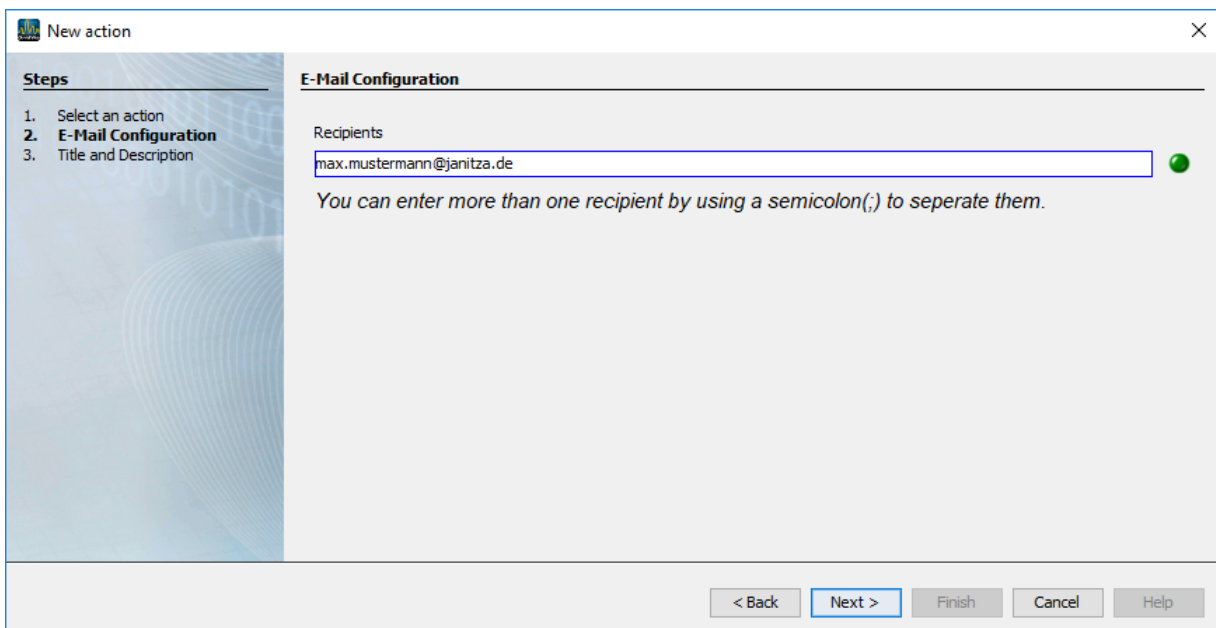 New action
Steps
1. Select an action
2. E-Mail Configuration
3. Title and Description
E-Mail Configuration
Recipients
max.mustermann@janitza.de
You can enter more than one recipient by using a semicolon(;) to seperate them.
< Back
Next >
Finish
Cancel
Help